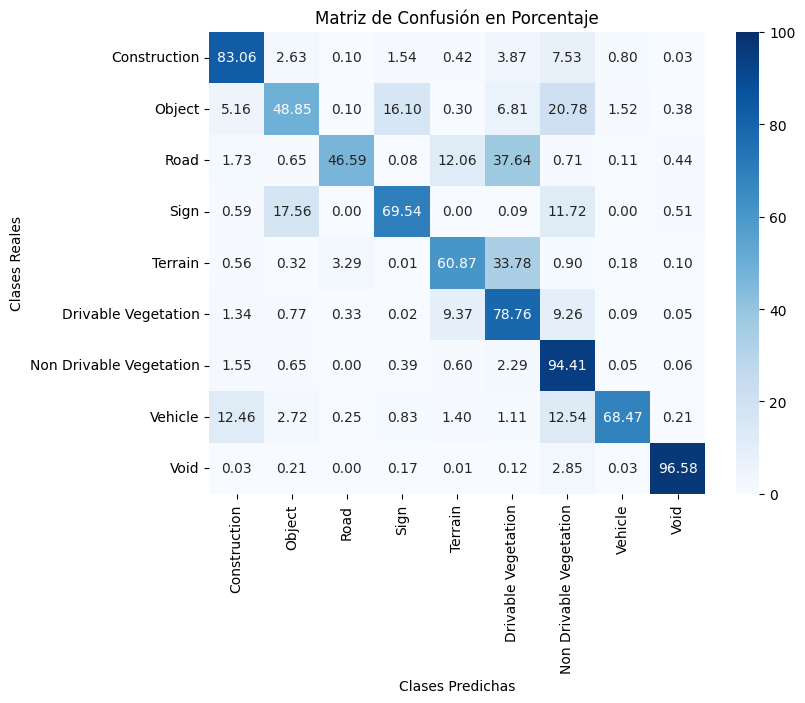 Matriz de Confusión en Porcentaje
Clases Reales
Construction 83.06 2.63 0.10 1.54 0.42 3.87 7.53 0.80 0.03
Object 5.16 48.85 0.10 16.10 0.30 6.81 20.78 1.52 0.38
Road 1.73 0.65 46.59 0.08 12.06 37.64 0.71 0.11 0.44
Sign 0.59 17.56 0.00 69.54 0.00 0.09 11.72 0.00 0.51
Terrain 0.56 0.32 3.29 0.01 60.87 33.78 0.90 0.18 0.10
Drivable Vegetation 1.34 0.77 0.33 0.02 9.37 78.76 9.26 0.09 0.05
Non Drivable Vegetation 1.55 0.65 0.00 0.39 0.60 2.29 94.41 0.05 0.06
Vehicle 12.46 2.72 0.25 0.83 1.40 1.11 12.54 68.47 0.21
Void 0.03 0.21 0.00 0.17 0.01 0.12 2.85 0.03 96.58
Construction
Object
Road
Sign
Terrain
Drivable Vegetation
Non Drivable Vegetation
Vehicle
Void
Clases Predichas
100
80
60
40
20
0